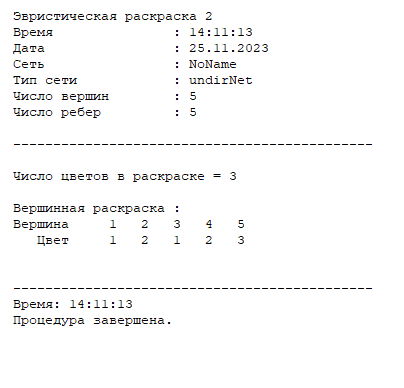 Эвристическая раскраска 2
Время : 14:11:13
Дата : 25.11.2023
Сеть : NoName
Тип сети : undirNet
Число вершин : 5
Число ребер : 5
---------------------------------------------
Число цветов в раскраске = 3
Вершинная раскраска :
Вершина 1 2 3 4 5
Цвет 1 2 1 2 3
---------------------------------------------
Время: 14:11:13
Процедура завершена.